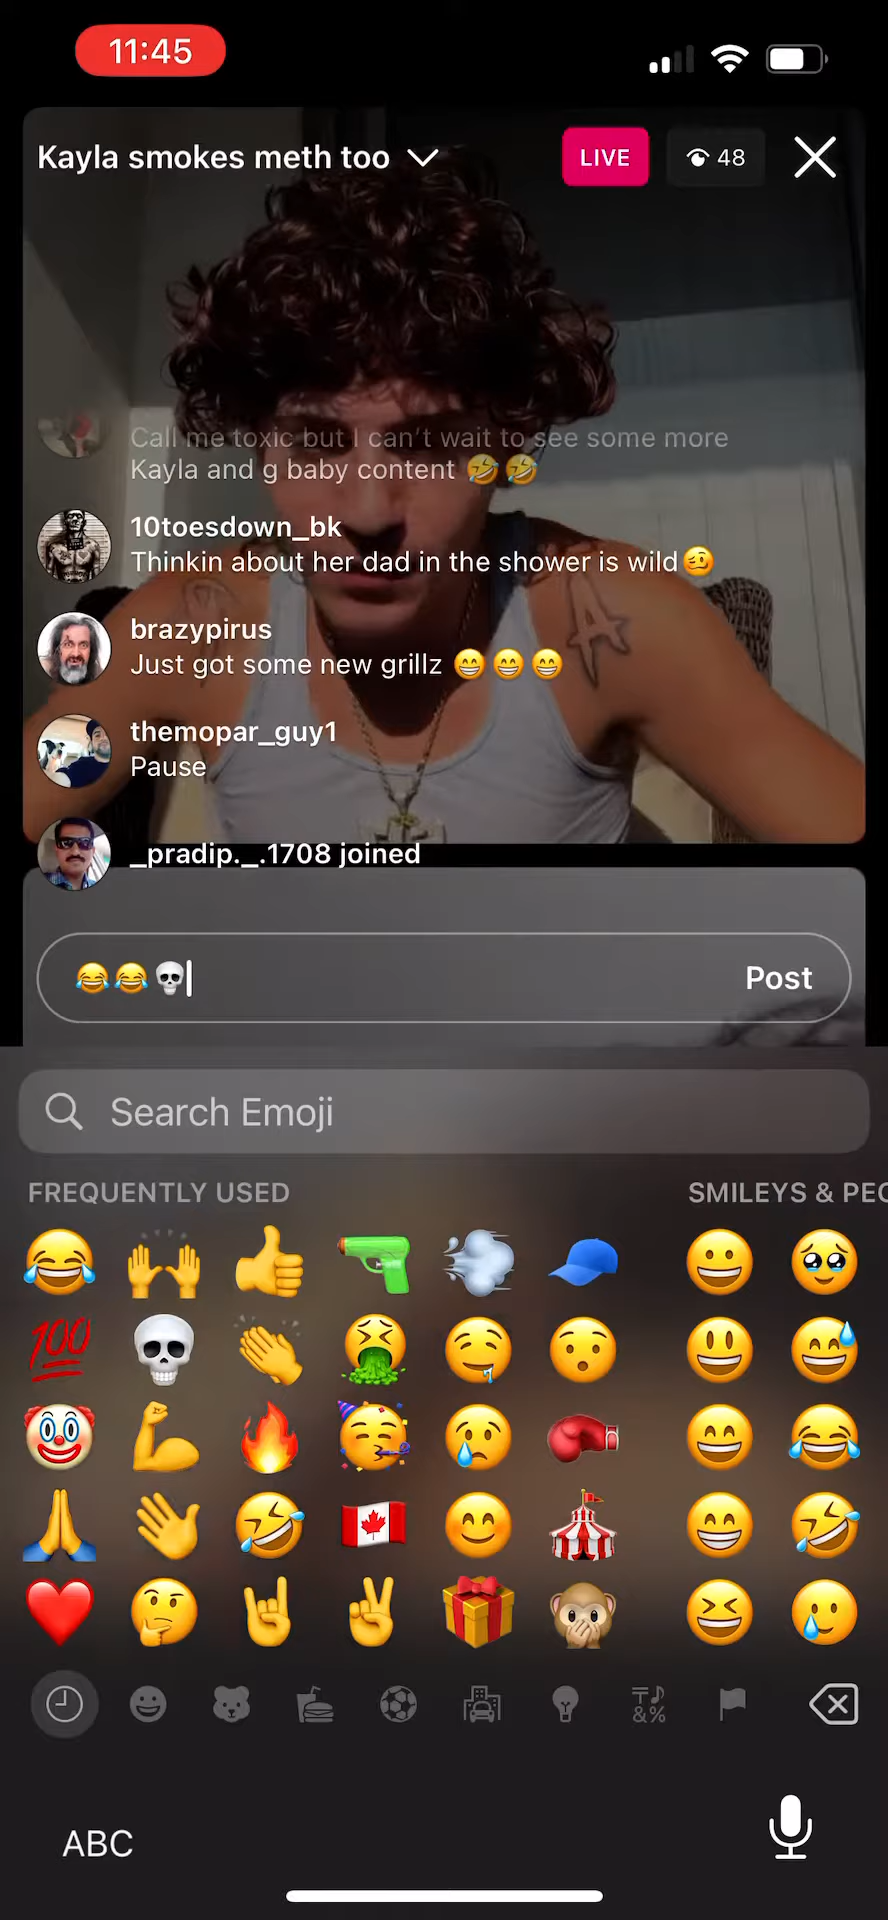 11:45
Kayla smokes meth too
LIVE
48
Call me toxic but I can't wait to see some more
Kayla and g baby content 🤣🤣
10toesdown_bk
Thinkin about her dad in the shower is wild🥴
brazypirus
Just got some new grillz 😁😁😁
themopar_guy1
Pause
_pradip._.1708 joined
😂😂💀
Post
Search Emoji
FREQUENTLY USED
SMILEYS & PEO
ABC